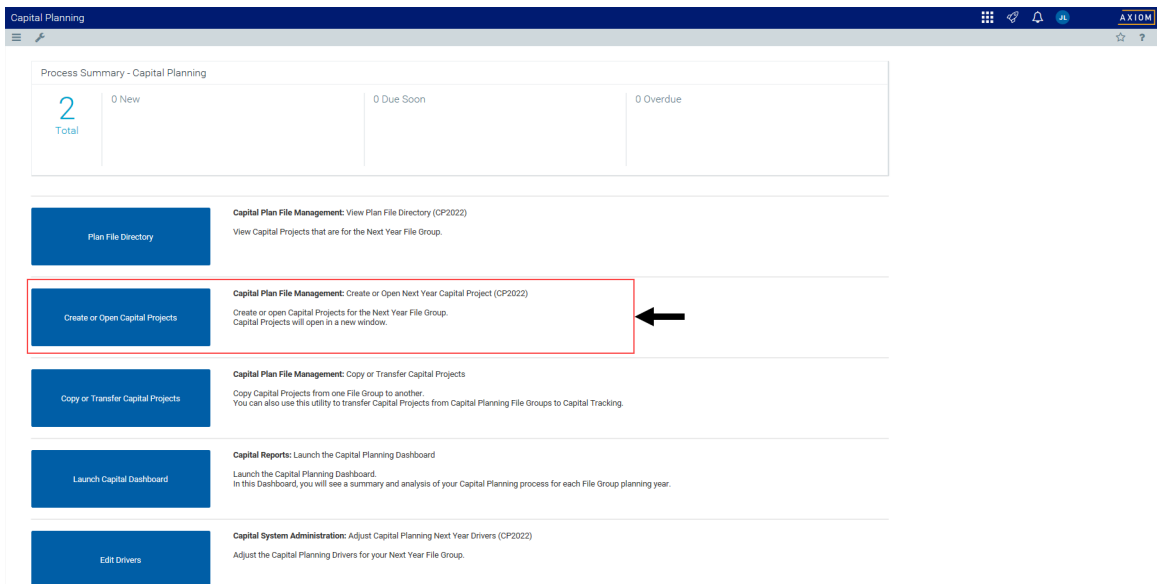 Capital Planning
JL
AXIOM
?
Process Summary - Capital Planning
2
Total
0 New
0 Due Soon
0 Overdue
Plan File Directory
Capital Plan File Management: View Plan File Directory (CP2022)
View Capital Projects that are for the Next Year File Group.
Create or Open Capital Projects
Capital Plan File Management: Create or Open Next Year Capital Project (CP2022)
Create or open Capital Projects for the Next Year File Group.
Capital Projects will open in a new window.
Copy or Transfer Capital Projects
Capital Plan File Management: Copy or Transfer Capital Projects
Copy Capital Projects from one File Group to another.
You can also use this utility to transfer Capital Projects from Capital Planning File Groups to Capital Tracking.
Launch Capital Dashboard
Capital Reports: Launch the Capital Planning Dashboard
Launch the Capital Planning Dashboard.
In this Dashboard, you will see a summary and analysis of your Capital Planning process for each File Group planning year.
Edit Drivers
Capital System Administration: Adjust Capital Planning Next Year Drivers (CP2022)
Adjust the Capital Planning Drivers for your Next Year File Group.